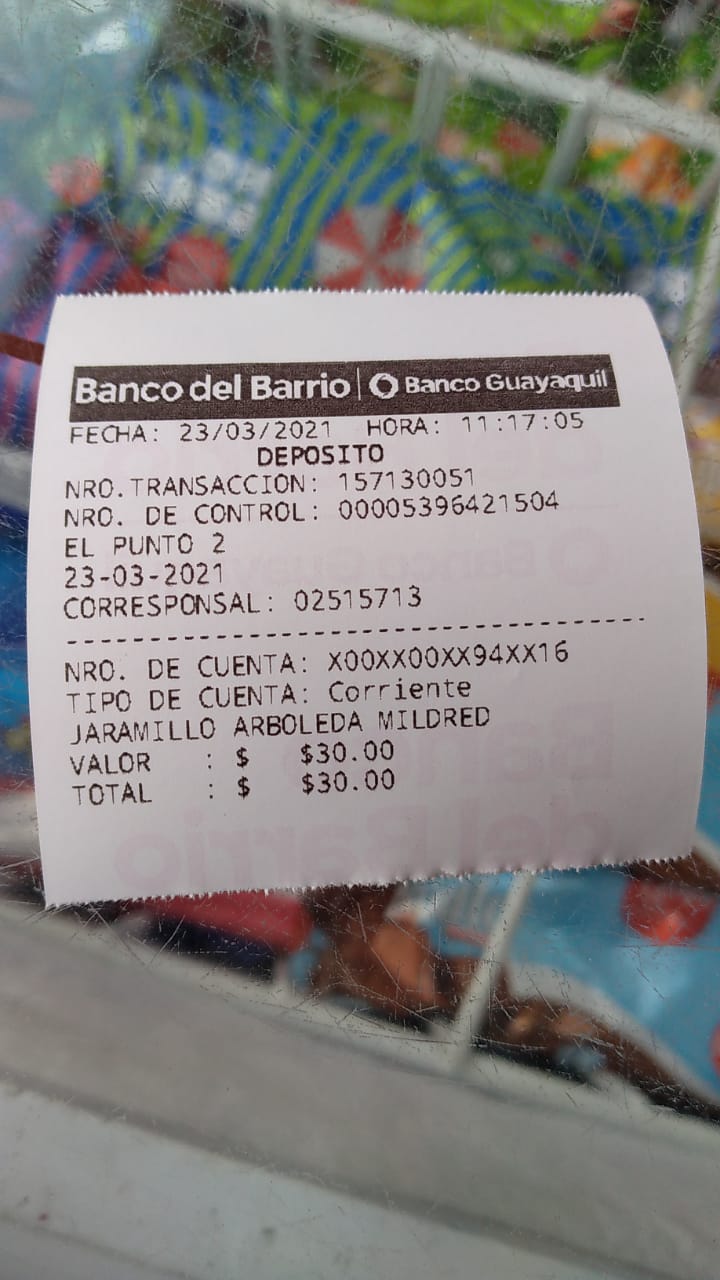 Banco del Barrio | Banco Guayaquil
FECHA: 23/03/2021 HORA: 11:17:05
DEPOSITO
NRO.TRANSACCION: 157130051
NRO. DE CONTROL: 00005396421504
EL PUNTO 2
23-03-2021
CORRESPONSAL: 02515713
NRO. DE CUENTA: X00XX00XX94XX16
TIPO DE CUENTA: Corriente
JARAMILLO ARBOLEDA MILDRED
VALOR : $ $30.00
TOTAL : $ $30.00